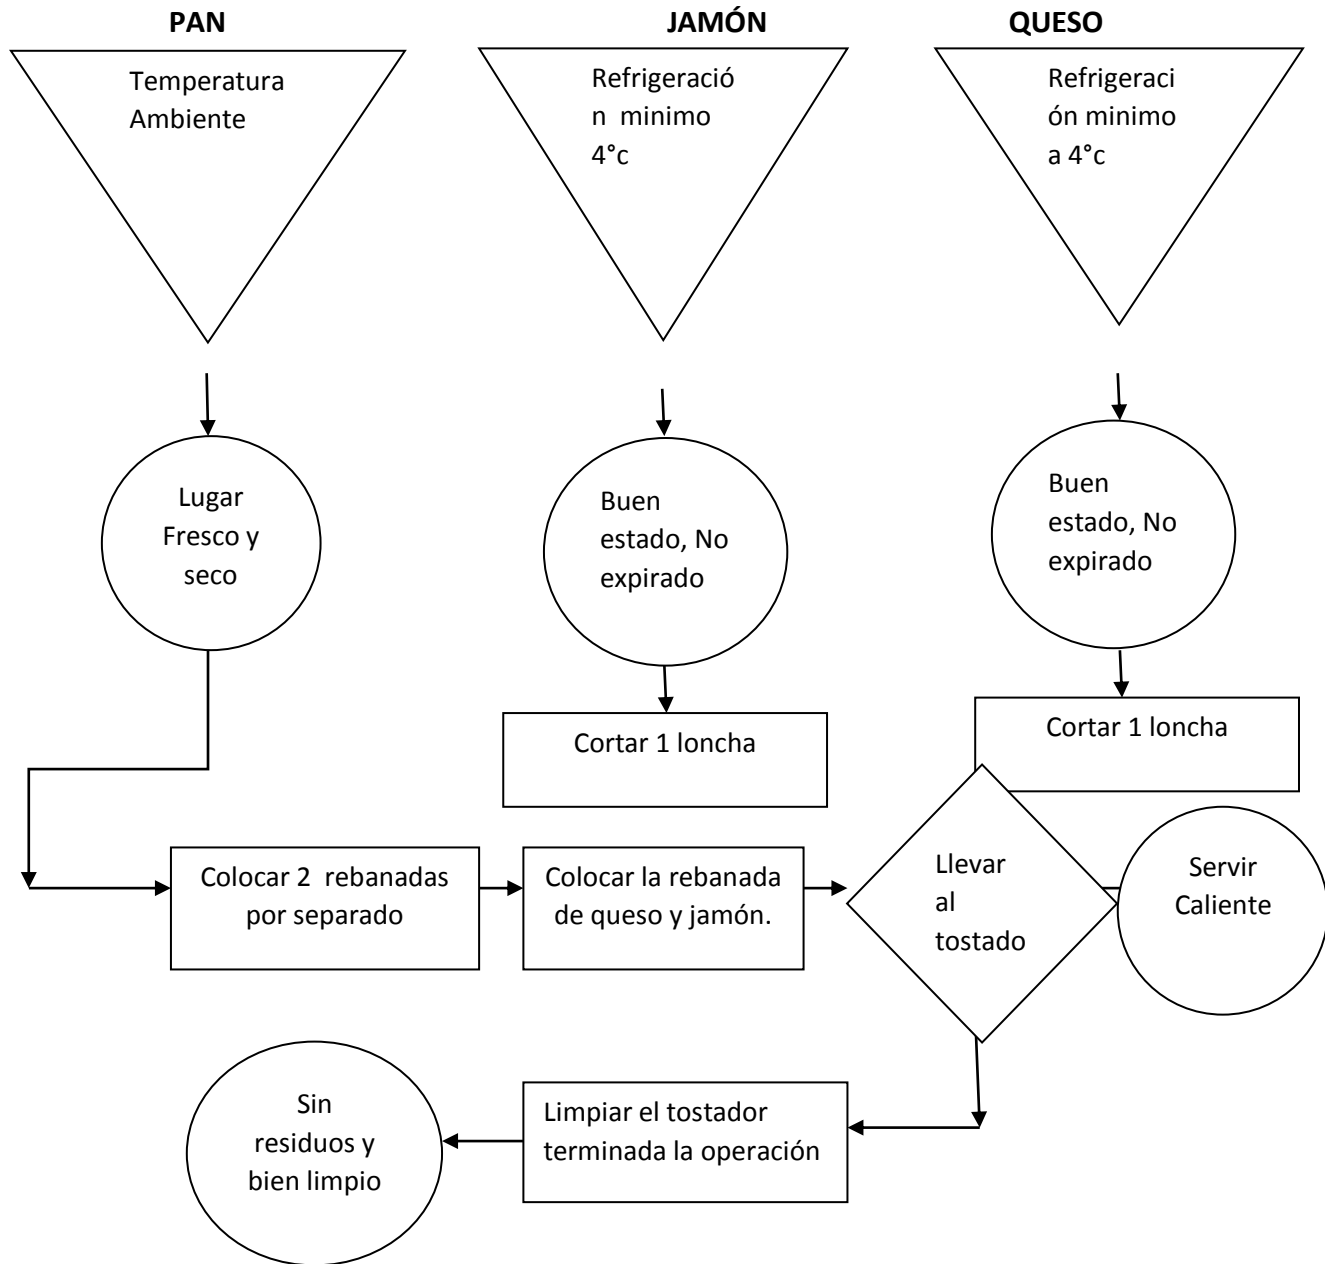 PAN
JAMÓN
QUESO
Temperatura
Ambiente
Refrigeració
n minimo
4°c
Refrigeraci
ón minimo
a 4°c
Lugar
Fresco y
seco
Buen
estado, No
expirado
Buen
estado, No
expirado
Cortar 1 loncha
Cortar 1 loncha
Colocar 2 rebanadas
por separado
Colocar la rebanada
de queso y jamón.
Llevar
al
tostado
Servir
Caliente
Limpiar el tostador
terminada la operación
Sin
residuos y
bien limpio